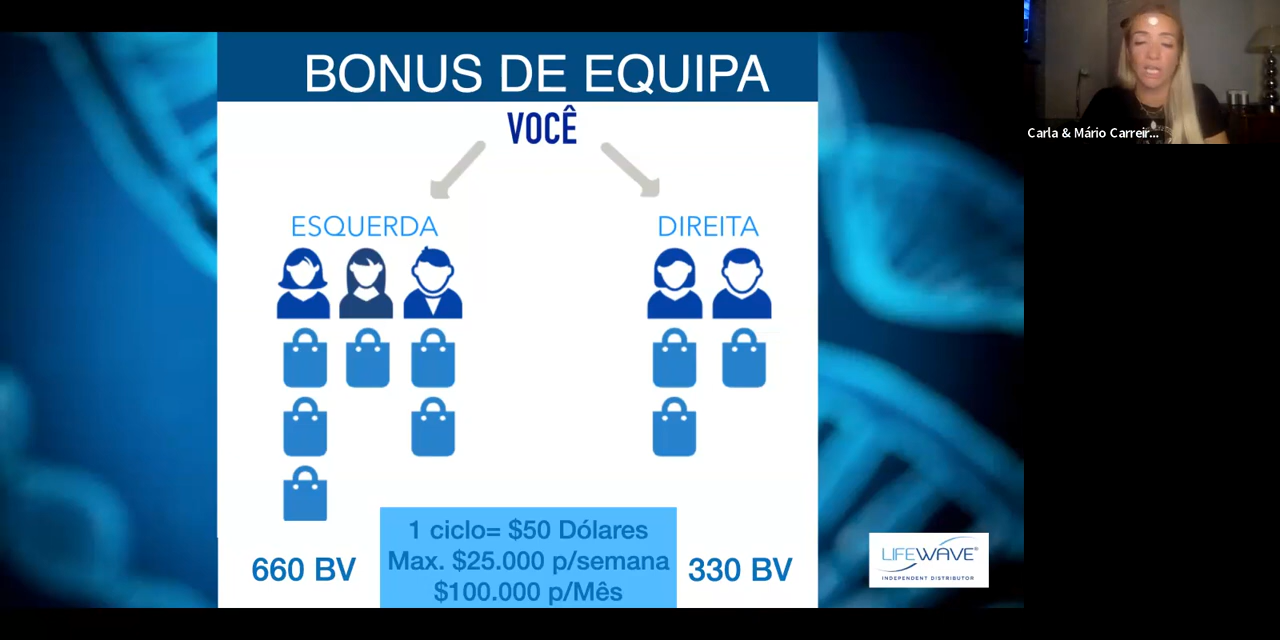 BONUS DE EQUIPA
VOCÊ
ESQUERDA
DIREITA
1 ciclo= $50 Dólares
Max. $25.000 p/semana
$100.000 p/Mês
660 BV
330 BV
LIFEWAVE®
INDEPENDENT DISTRIBUTOR
Carla & Mário Carreir...